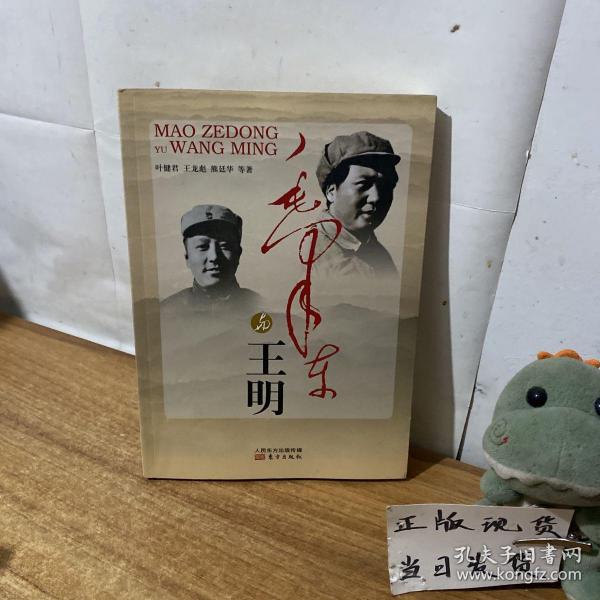 MAO ZEDONG
YU WANG MING
叶健君 王龙彪 熊廷华 等著
毛泽东
与
王明
人民东方出版传媒
东方出版社
正版现货
当日发货
孔夫子旧书网
www.kongfz.com